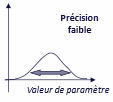 Précision
faible
Valeur de paramètre